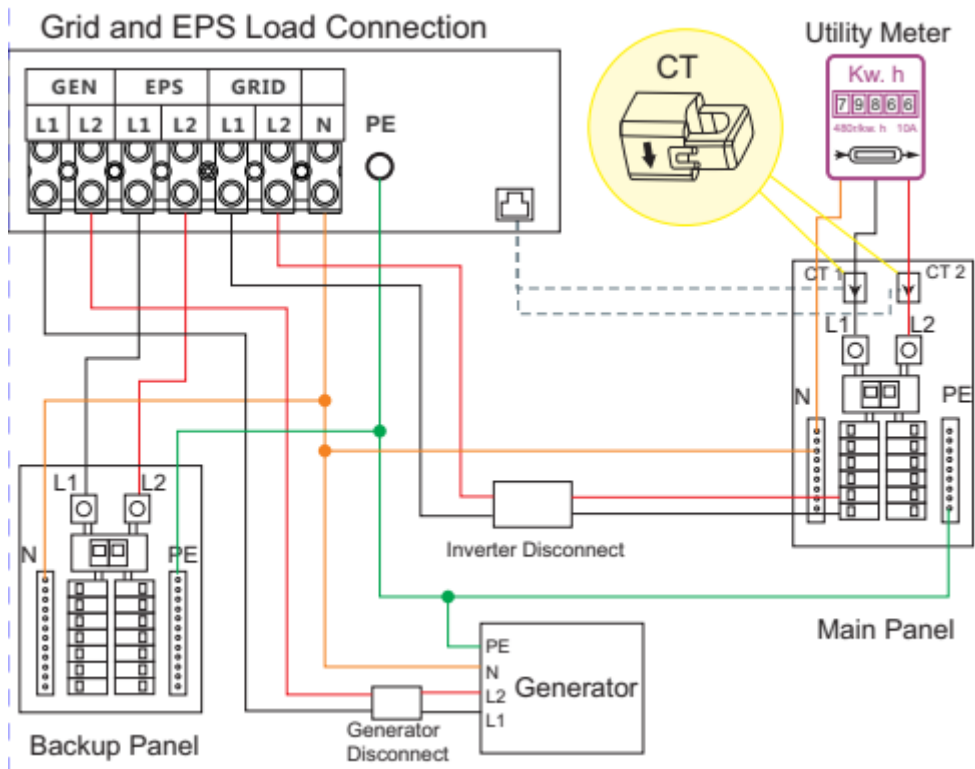 Grid and EPS Load Connection
Utility Meter
CT
Kw. h
79866
480r/kw. h 10A
GEN EPS GRID
L1 L2 L1 L2 L1 L2 N PE
CT 1 CT 2
L1 L2
N PE
L1 L2
N PE
Inverter Disconnect
Main Panel
PE
N
L2
L1
Generator
Generator
Disconnect
Backup Panel